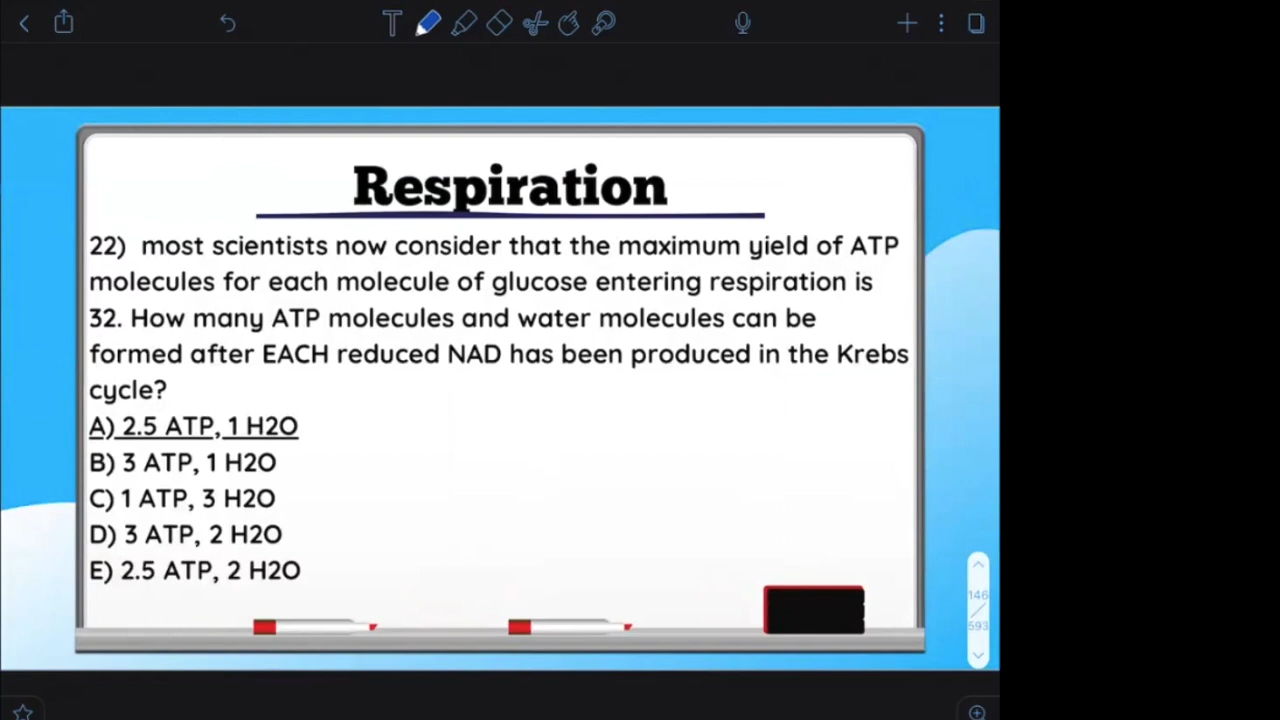 Respiration
22) most scientists now consider that the maximum yield of ATP
molecules for each molecule of glucose entering respiration is
32. How many ATP molecules and water molecules can be
formed after EACH reduced NAD has been produced in the Krebs
cycle?
A) 2.5 ATP, 1 H2O
B) 3 ATP, 1 H2O
C) 1 ATP, 3 H2O
D) 3 ATP, 2 H2O
E) 2.5 ATP, 2 H2O
146
593